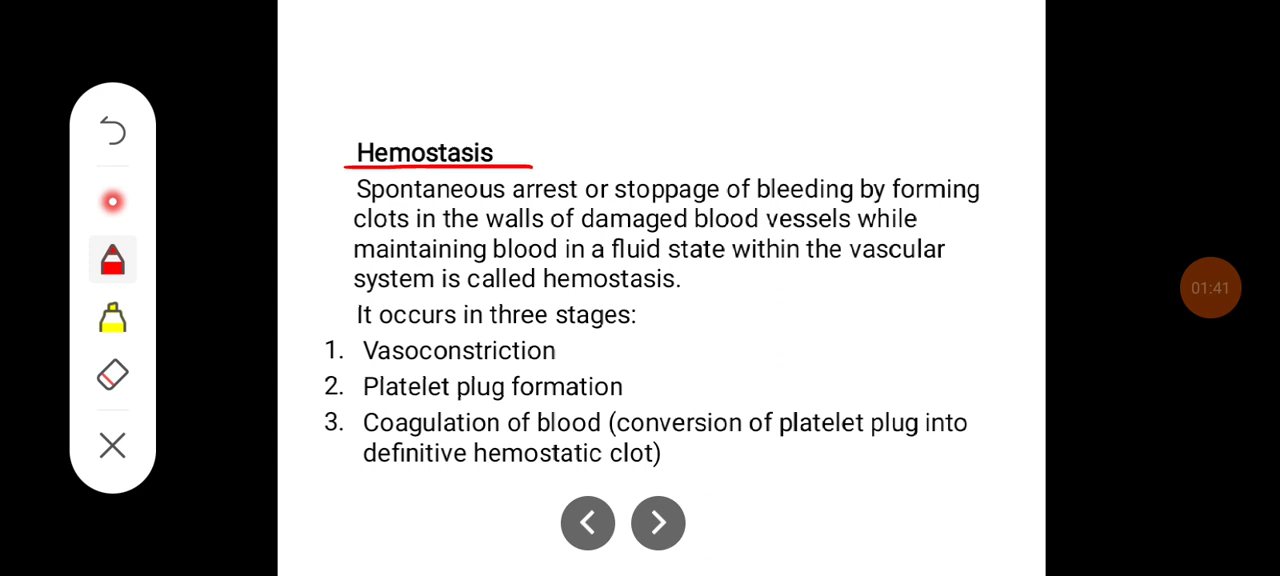 Hemostasis
Spontaneous arrest or stoppage of bleeding by forming
clots in the walls of damaged blood vessels while
maintaining blood in a fluid state within the vascular
system is called hemostasis.
It occurs in three stages:
1. Vasoconstriction
2. Platelet plug formation
3. Coagulation of blood (conversion of platelet plug into
definitive hemostatic clot)
01:41